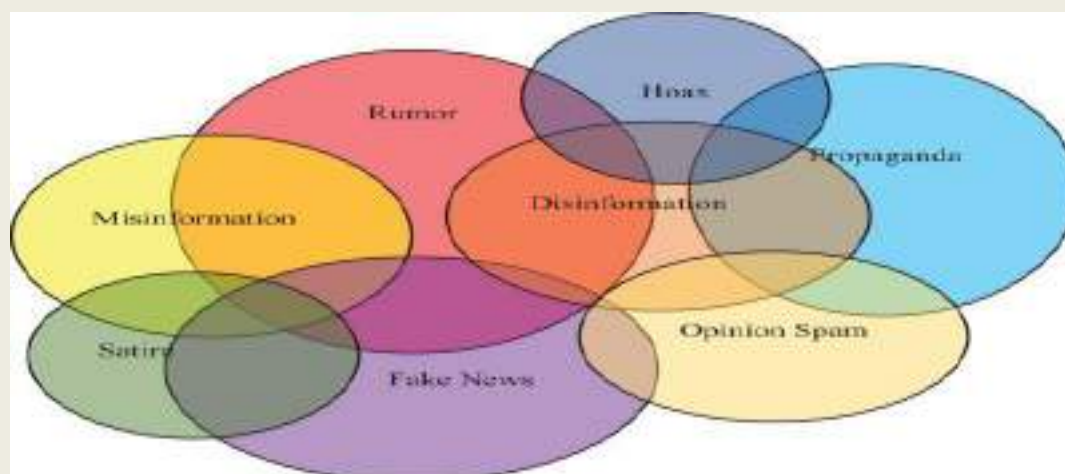 Hoax
Rumor
Propaganda
Disinformation
Misinformation
Opinion Spam
Satire
Fake News